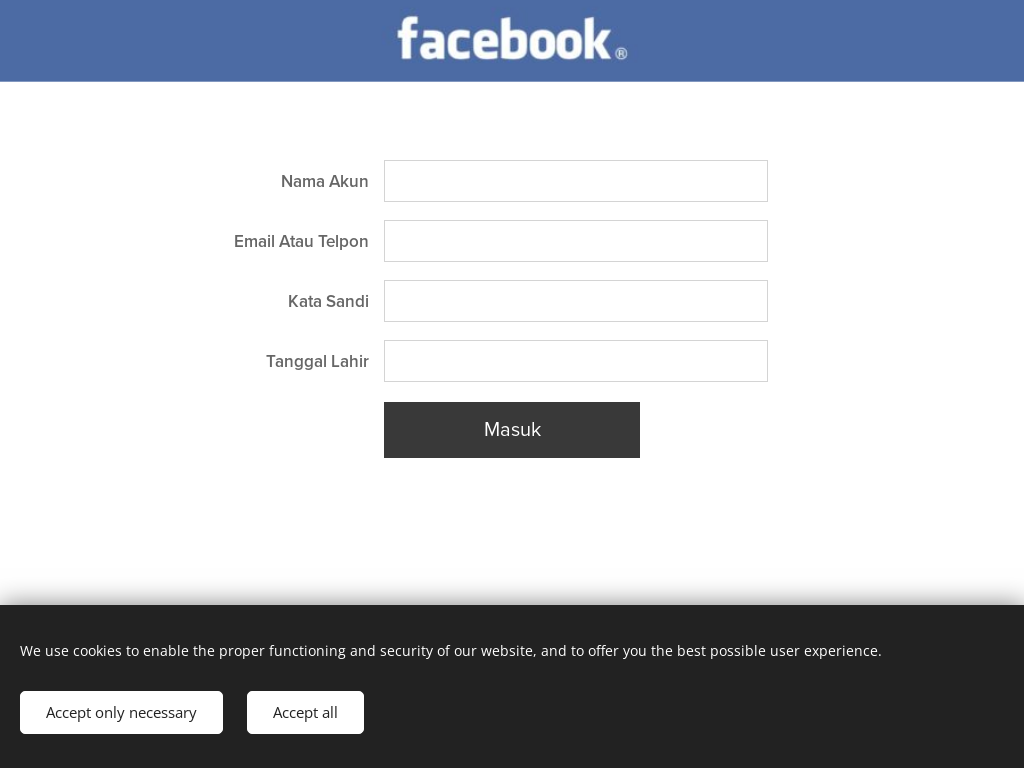 facebook®
Nama Akun
Email Atau Telpon
Kata Sandi
Tanggal Lahir
Masuk
We use cookies to enable the proper functioning and security of our website, and to offer you the best possible user experience.
Accept only necessary
Accept all